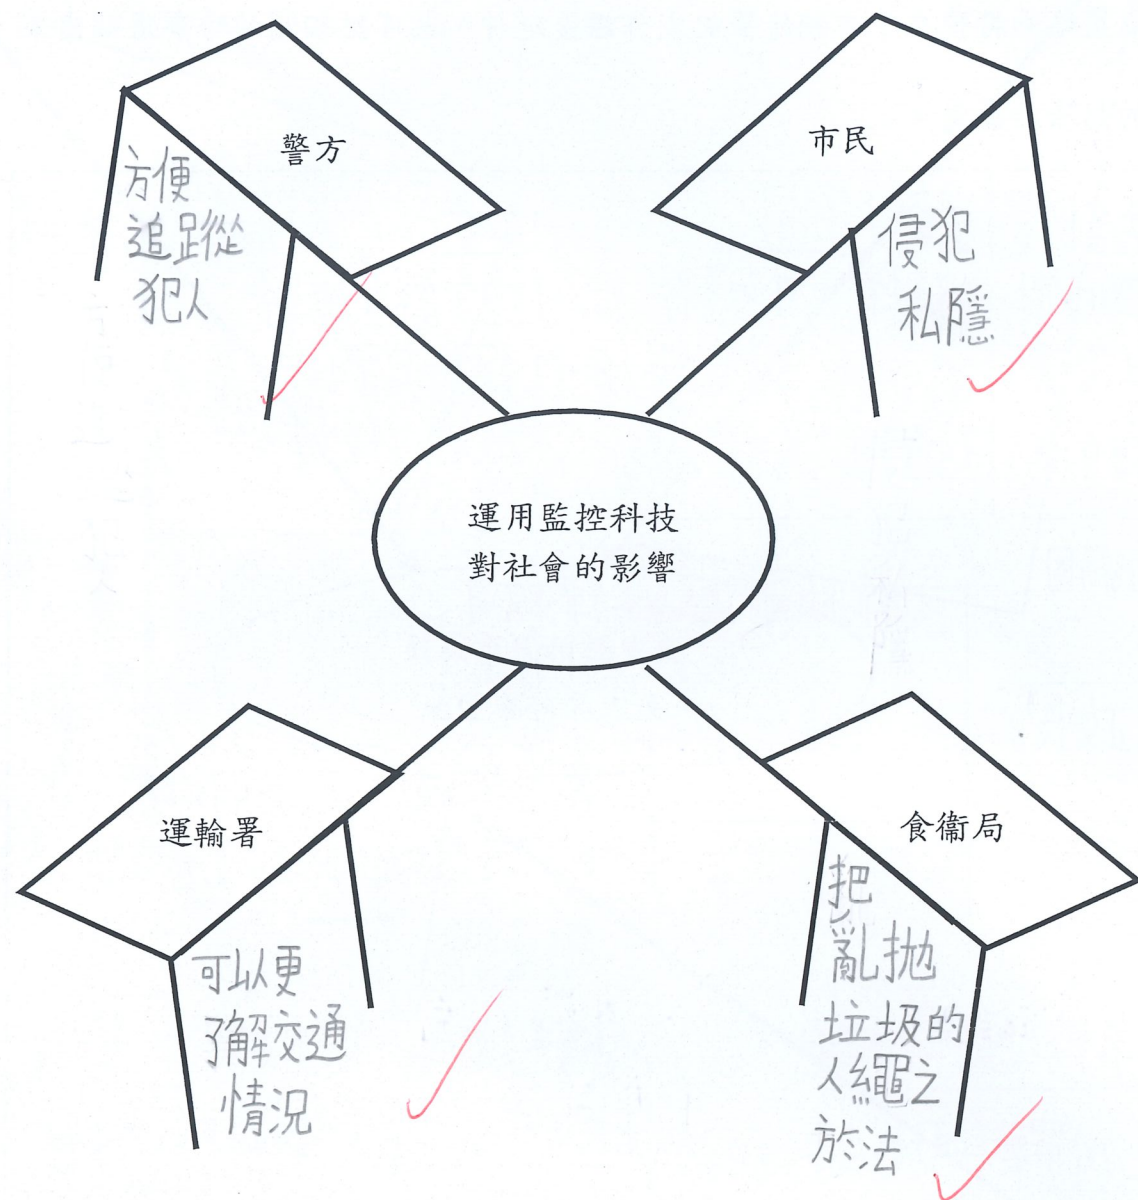 警方
方便
追蹤
犯人
市民
侵犯
私隱
運用監控科技
對社會的影響
運輸署
可以更
了解交通
情況
食衞局
把
亂拋
垃圾的
人繩之
於法